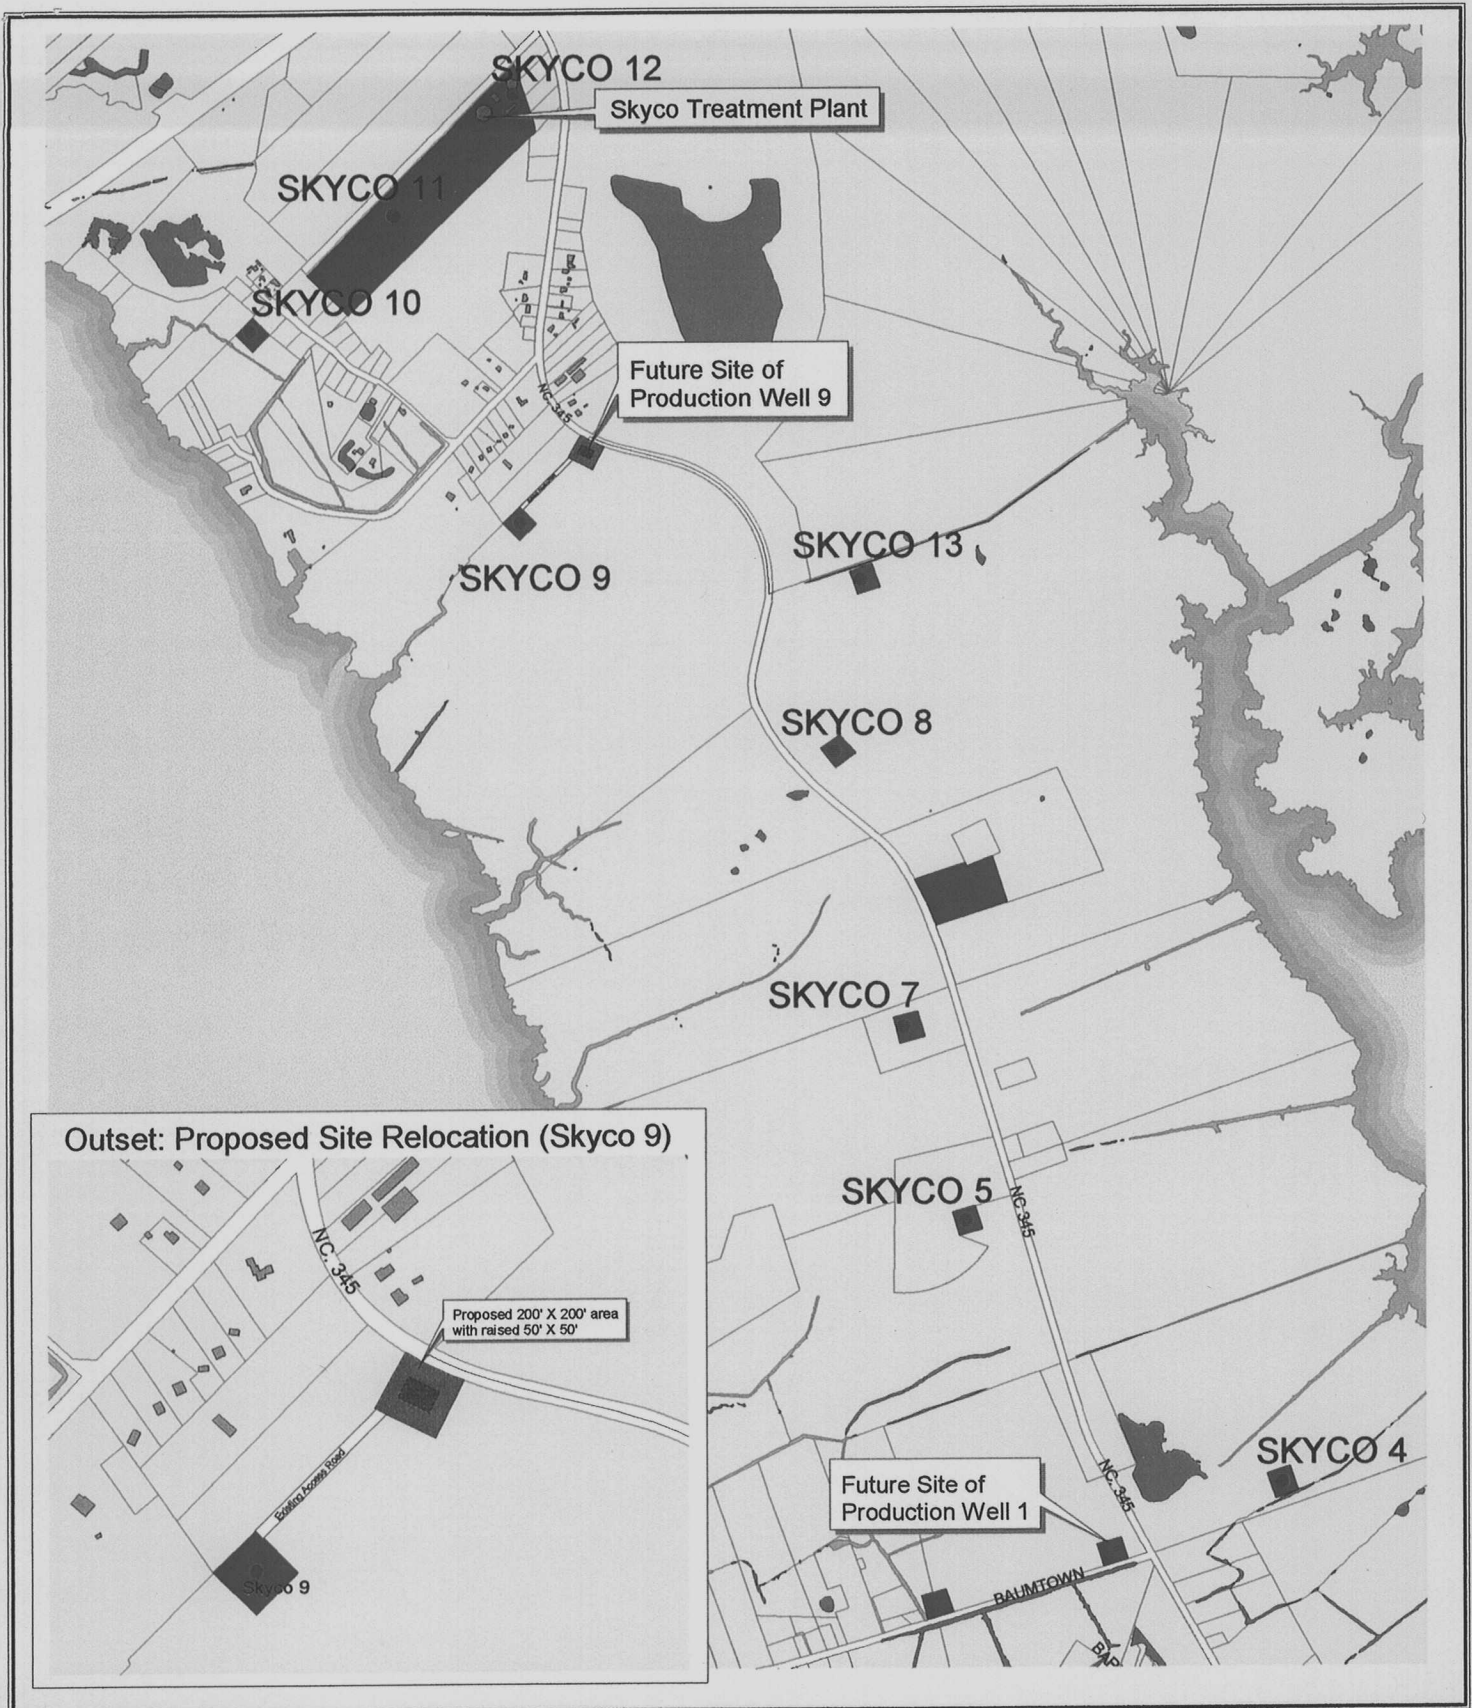 SKYCO 12
Skyco Treatment Plant
SKYCO 11
SKYCO 10
Future Site of
Production Well 9
NC. 345
SKYCO 9
SKYCO 13
SKYCO 8
SKYCO 7
SKYCO 5
NC 345
Outset: Proposed Site Relocation (Skyco 9)
NC. 345
Proposed 200' X 200' area
with raised 50' X 50'
Existing Access Road
Skyco 9
SKYCO 4
NC. 345
Future Site of
Production Well 1
BAUMTOWN